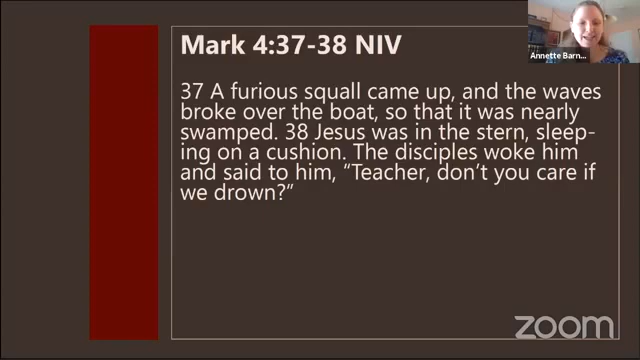 Mark 4:37-38 NIV
Annette Barn...
37 A furious squall came up, and the waves
broke over the boat, so that it was nearly
swamped. 38 Jesus was in the stern, sleep-
ing on a cushion. The disciples woke him
and said to him, “Teacher, don’t you care if
we drown?”
zoom